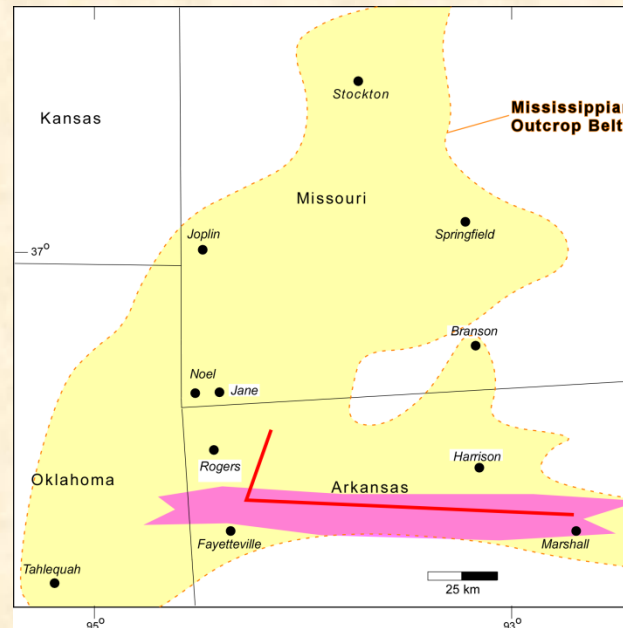 Stockton
Kansas
Mississippian
Outcrop Belt
Missouri
Joplin
Springfield
37°
Branson
Noel
Jane
Rogers
Harrison
Oklahoma
Arkansas
Fayetteville
Marshall
Tahlequah
25 km
95°
93°